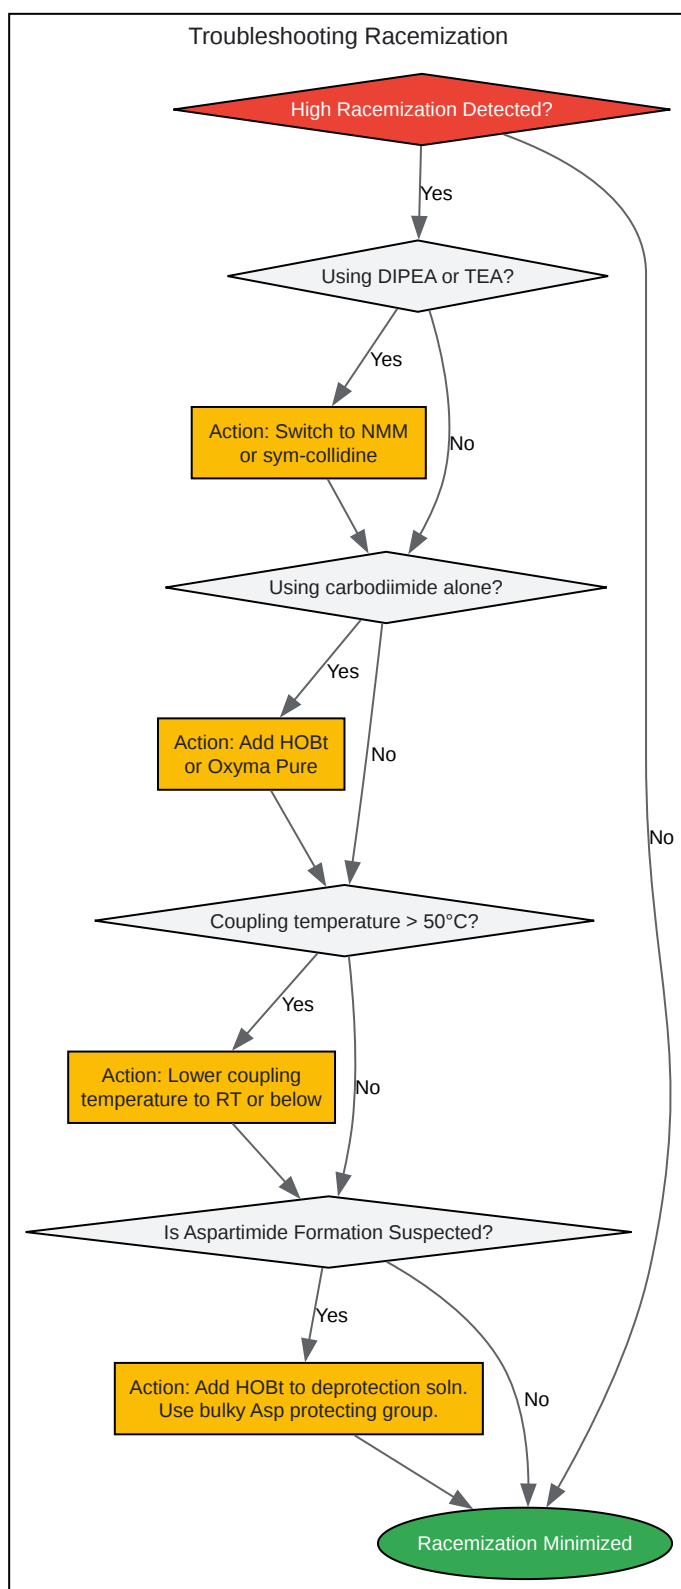 Troubleshooting Racemization
High Racemization Detected?
Yes
Using DIPEA or TEA?
Yes
Action: Switch to NMM
or sym-collidine
No
Using carbodiimide alone?
Yes
Action: Add HOBt
or Oxyma Pure
No
No
Coupling temperature > 50°C?
Yes
Action: Lower coupling
temperature to RT or below
No
Is Aspartimide Formation Suspected?
Yes
Action: Add HOBt to deprotection soln.
Use bulky Asp protecting group.
No
Racemization Minimized